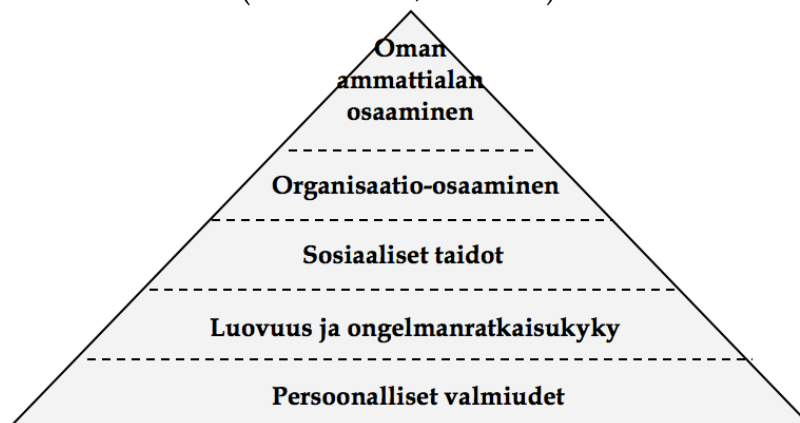 Oman
ammattialan
osaaminen
Organisaatio-osaaminen
Sosiaaliset taidot
Luovuus ja ongelmanratkaisukyky
Persoonalliset valmiudet